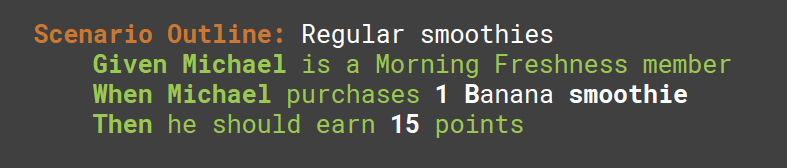 Scenario Outline: Regular smoothies
Given Michael is a Morning Freshness member
When Michael purchases 1 Banana smoothie
Then he should earn 15 points